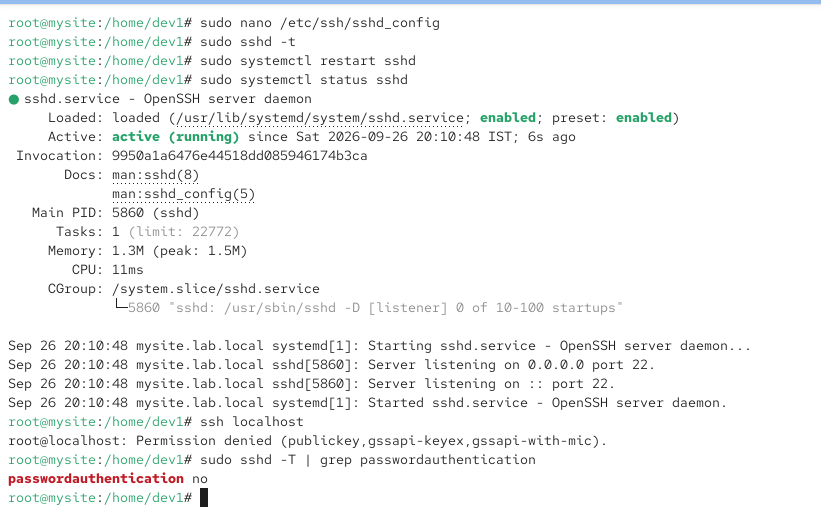 root@mysite:/home/dev1# sudo nano /etc/ssh/sshd_config
root@mysite:/home/dev1# sudo sshd -t
root@mysite:/home/dev1# sudo systemctl restart sshd
root@mysite:/home/dev1# sudo systemctl status sshd
● sshd.service - OpenSSH server daemon
     Loaded: loaded (/usr/lib/systemd/system/sshd.service; enabled; preset: enabled)
     Active: active (running) since Sat 2026-09-26 20:10:48 IST; 6s ago
 Invocation: 9950a1a6476e44518dd085946174b3ca
       Docs: man:sshd(8)
             man:sshd_config(5)
   Main PID: 5860 (sshd)
      Tasks: 1 (limit: 22772)
     Memory: 1.3M (peak: 1.5M)
        CPU: 11ms
     CGroup: /system.slice/sshd.service
             └─5860 "sshd: /usr/sbin/sshd -D [listener] 0 of 10-100 startups"
Sep 26 20:10:48 mysite.lab.local systemd[1]: Starting sshd.service - OpenSSH server daemon...
Sep 26 20:10:48 mysite.lab.local sshd[5860]: Server listening on 0.0.0.0 port 22.
Sep 26 20:10:48 mysite.lab.local sshd[5860]: Server listening on :: port 22.
Sep 26 20:10:48 mysite.lab.local systemd[1]: Started sshd.service - OpenSSH server daemon.
root@mysite:/home/dev1# ssh localhost
root@localhost: Permission denied (publickey,gssapi-keyex,gssapi-with-mic).
root@mysite:/home/dev1# sudo sshd -T | grep passwordauthentication
passwordauthentication no
root@mysite:/home/dev1#